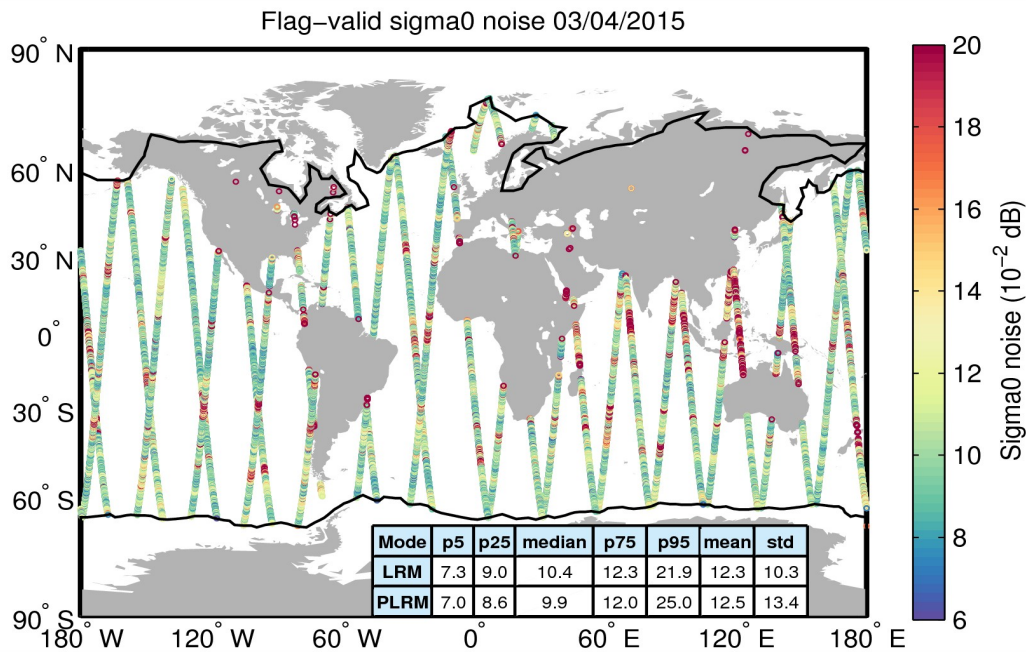 Flag−valid sigma0 noise 03/04/2015
90° N
60° N
30° N
0°
30° S
60° S
90° S
180° W 120° W 60° W 0° 60° E 120° E 180° E
Mode p5 p25 median p75 p95 mean std
LRM 7.3 9.0 10.4 12.3 21.9 12.3 10.3
PLRM 7.0 8.6 9.9 12.0 25.0 12.5 13.4
20
18
16
14
12
10
8
6
Sigma0 noise (10⁻² dB)